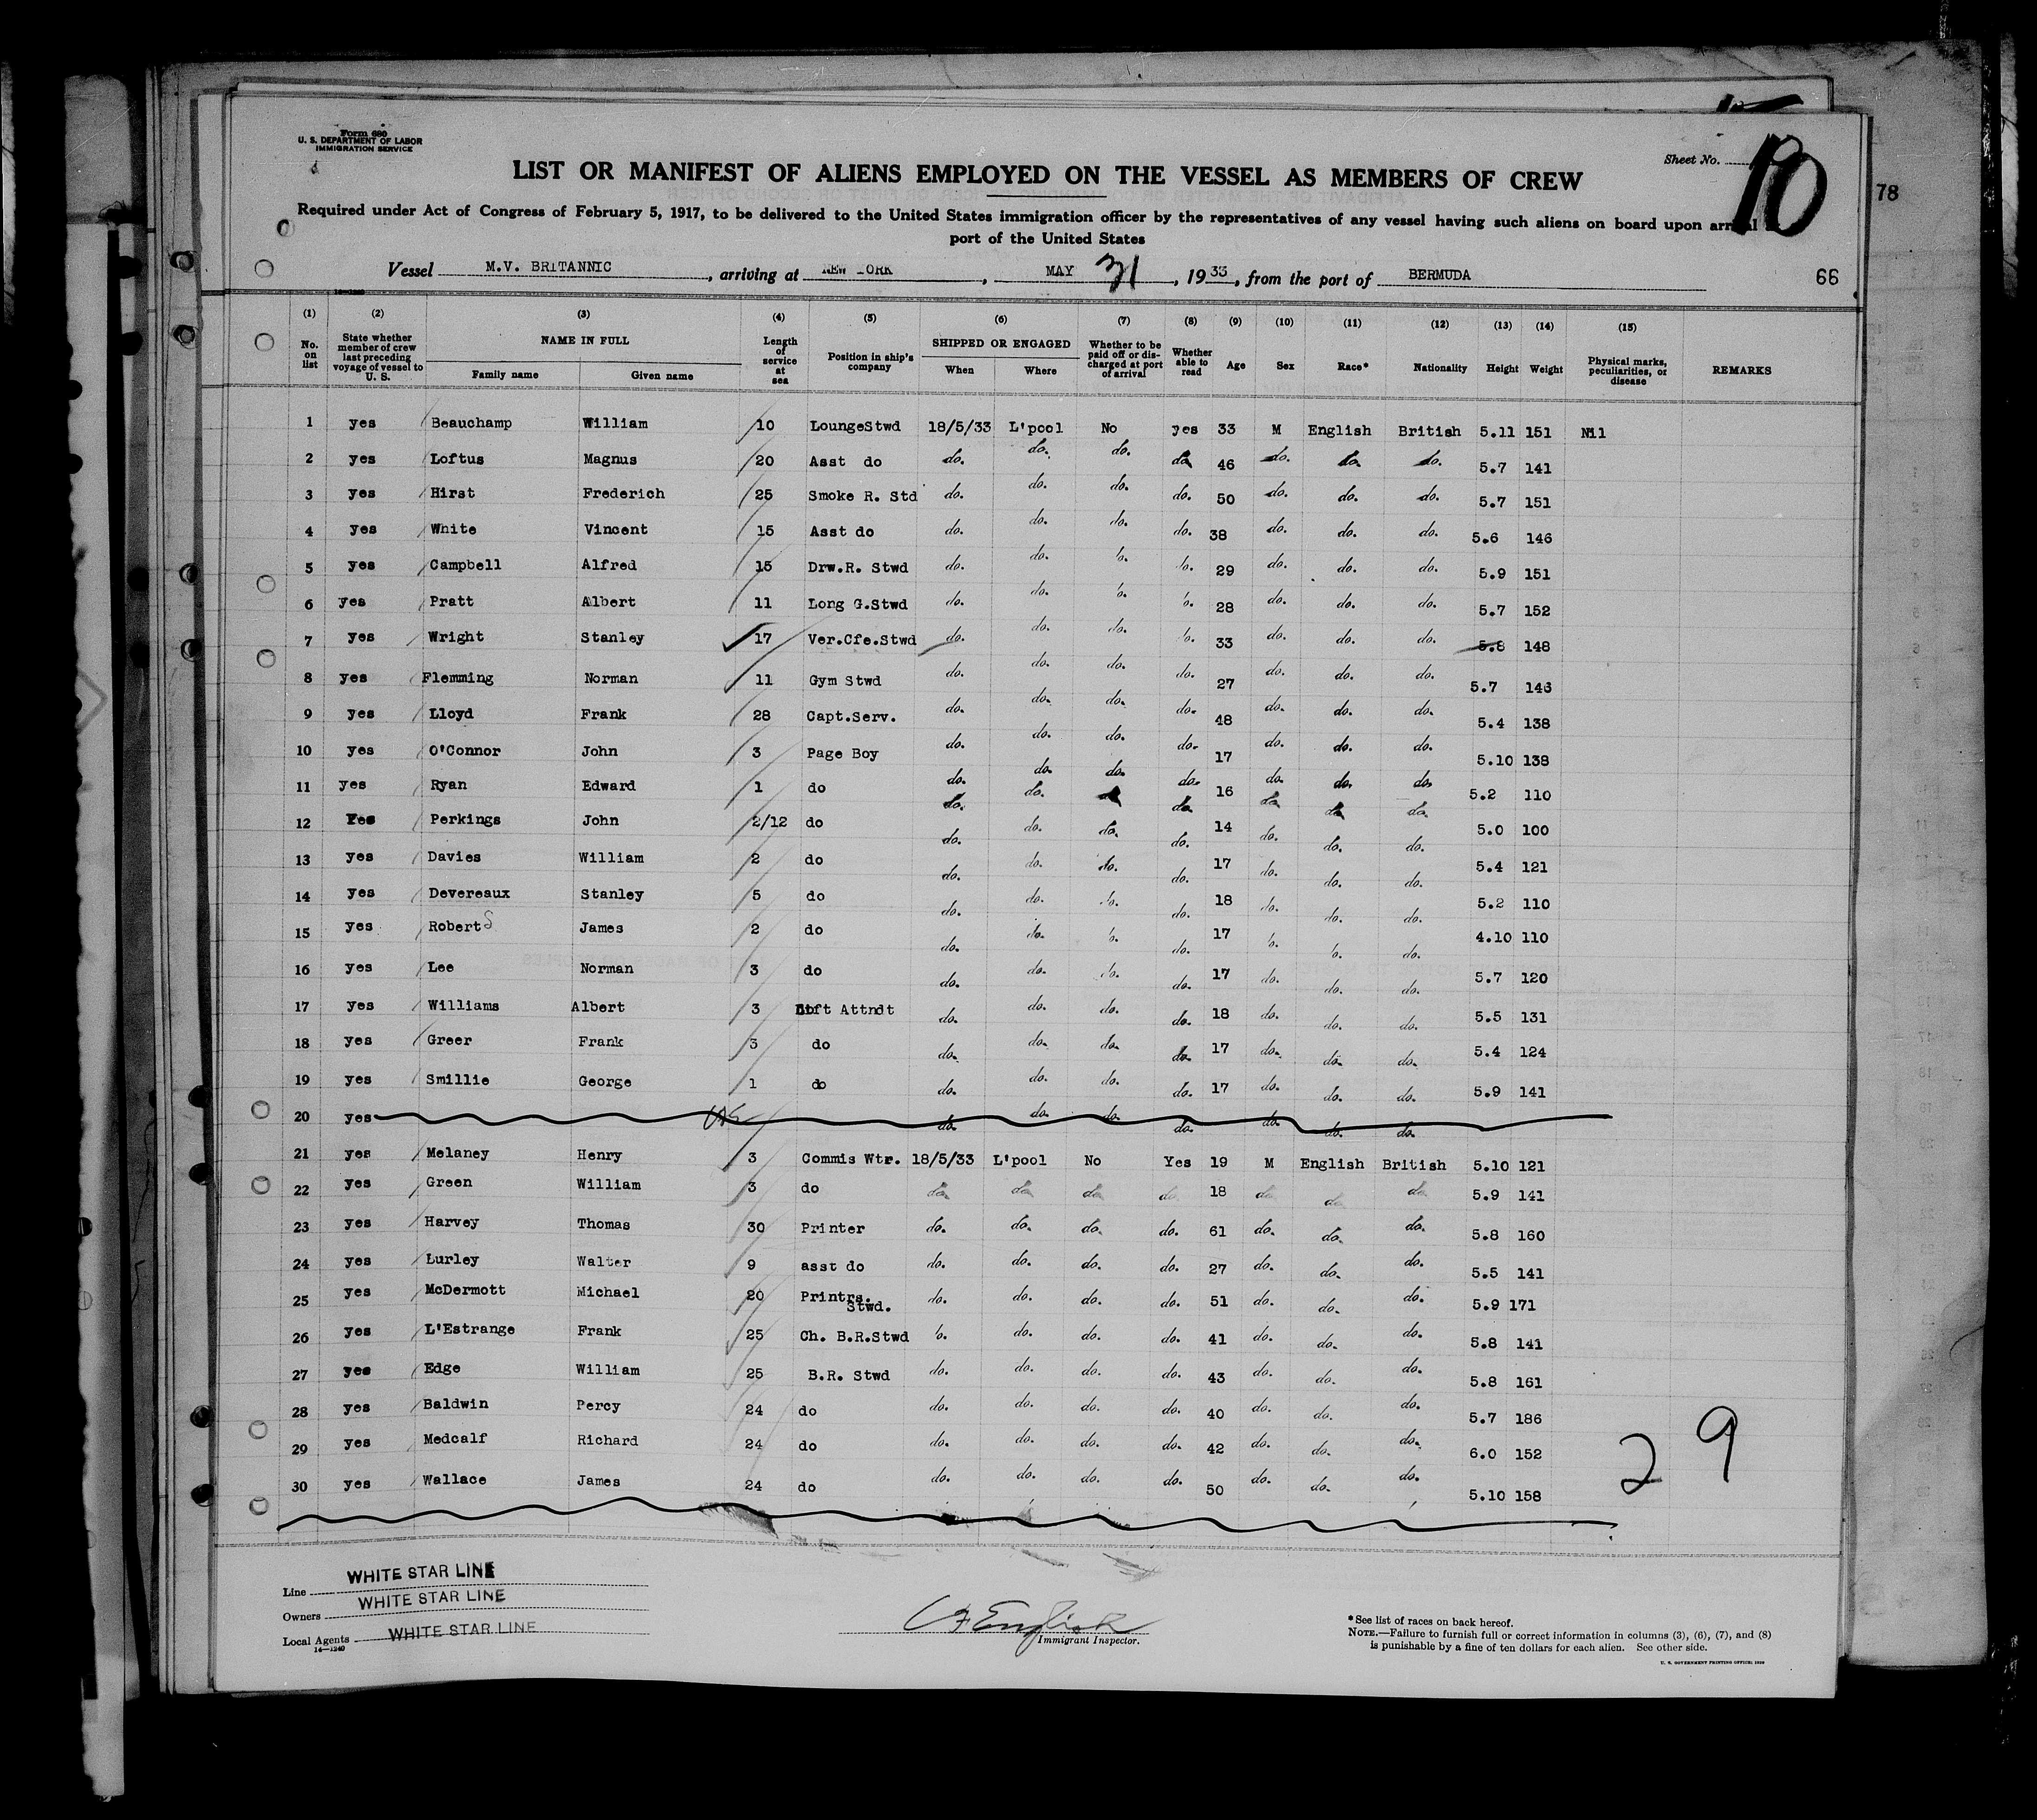 Form 680
U. S. DEPARTMENT OF LABOR
IMMIGRATION SERVICE
Sheet No. 10
78
LIST OR MANIFEST OF ALIENS EMPLOYED ON THE VESSEL AS MEMBERS OF CREW
Required under Act of Congress of February 5, 1917, to be delivered to the United States immigration officer by the representatives of any vessel having such aliens on board upon arrival
port of the United States
Vessel M.V. BRITANNIC, arriving at NEW YORK, MAY 31, 1933, from the port of BERMUDA
66
(1) (2) (3) (4) (5) (6) (7) (8) (9) (10) (11) (12) (13) (14) (15)
No. on list State whether member of crew last preceding voyage of vessel to U. S. NAME IN FULL Family name Given name Length of service at sea Position in ship's company SHIPPED OR ENGAGED When Where Whether to be paid off or discharged at port of arrival Whether able to read Age Sex Race* Nationality Height Weight Physical marks, peculiarities, or disease REMARKS
1 yes Beauchamp William 10 LoungeStwd 18/5/33 L'pool No yes 33 M English British 5.11 151 Nil
2 yes Loftus Magnus 20 Asst do do. do. do. do. 46 do. do. do. 5.7 141
3 yes Hirst Frederich 25 Smoke R. Std do. do. do. do. 50 do. do. do. 5.7 151
4 yes White Vincent 15 Asst do do. do. do. do. 38 do. do. do. 5.6 146
5 yes Campbell Alfred 15 Drw.R. Stwd do. do. do. do. 29 do. do. do. 5.9 151
6 yes Pratt Albert 11 Long G.Stwd do. do. do. do. 28 do. do. do. 5.7 152
7 yes Wright Stanley 17 Ver.Cfe.Stwd do. do. do. do. 33 do. do. do. 5.8 148
8 yes Flemming Norman 11 Gym Stwd do. do. do. do. 27 do. do. do. 5.7 146
9 yes Lloyd Frank 28 Capt.Serv. do. do. do. do. 48 do. do. do. 5.4 138
10 yes O'Connor John 3 Page Boy do. do. do. do. 17 do. do. do. 5.10 138
11 yes Ryan Edward 1 do do. do. do. do. 16 do. do. do. 5.2 110
12 Yes Perkings John 2/12 do do. do. do. do. 14 do. do. do. 5.0 100
13 yes Davies William 2 do do. do. do. do. 17 do. do. do. 5.4 121
14 yes Devereaux Stanley 5 do do. do. do. do. 18 do. do. do. 5.2 110
15 yes Roberts James 2 do do. do. do. do. 17 do. do. do. 4.10 110
16 yes Lee Norman 3 do do. do. do. do. 17 do. do. do. 5.7 120
17 yes Williams Albert 3 Lift Attndt do. do. do. do. 18 do. do. do. 5.5 131
18 yes Greer Frank 3 do do. do. do. do. 17 do. do. do. 5.4 124
19 yes Smillie George 1 do do. do. do. do. 17 do. do. do. 5.9 141
20 yes do. do. do. do. do. do. do.
21 yes Melaney Henry 3 Commis Wtr. 18/5/33 L'pool No Yes 19 M English British 5.10 121
22 yes Green William 3 do do. do. do. do. 18 do. do. do. 5.9 141
23 yes Harvey Thomas 30 Printer do. do. do. do. 61 do. do. do. 5.8 160
24 yes Lurley Walter 9 asst do do. do. do. do. 27 do. do. do. 5.5 141
25 yes McDermott Michael 20 Printrs. Stwd. do. do. do. do. 51 do. do. do. 5.9 171
26 yes L'Estrange Frank 25 Ch. B.R.Stwd do. do. do. do. 41 do. do. do. 5.8 141
27 yes Edge William 25 B.R. Stwd do. do. do. do. 43 do. do. do. 5.8 161
28 yes Baldwin Percy 24 do do. do. do. do. 40 do. do. do. 5.7 186
29 yes Medcalf Richard 24 do do. do. do. do. 42 do. do. do. 6.0 152
30 yes Wallace James 24 do do. do. do. do. 50 do. do. do. 5.10 158
29
Line WHITE STAR LINE
Owners WHITE STAR LINE
Local Agents WHITE STAR LINE
14—1240
English
Immigrant Inspector.
*See list of races on back hereof.
NOTE.—Failure to furnish full or correct information in columns (3), (6), (7), and (8)
is punishable by a fine of ten dollars for each alien. See other side.
U. S. GOVERNMENT PRINTING OFFICE: